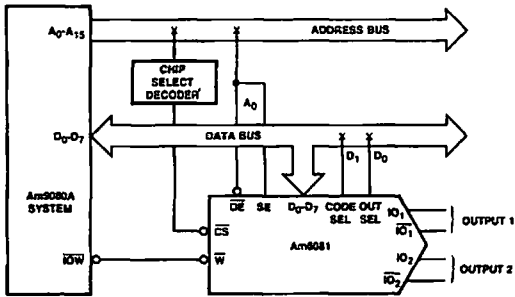 A0-A15
ADDRESS BUS
CHIP
SELECT
DECODER'
A0
D0-D7
DATA BUS
D1
D0
Am9080A
SYSTEM
DE
SE
D0-D7
CODE
SEL
OUT
SEL
IO1
IO1
OUTPUT 1
CS
Am6081
IOW
W
IO2
IO2
OUTPUT 2